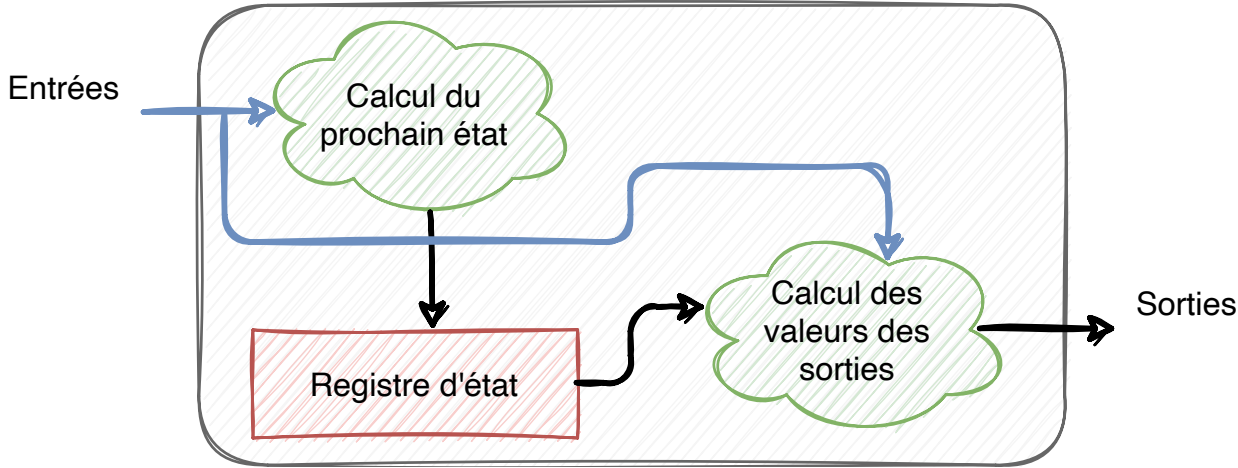 Entrées
Calcul du
prochain état
Calcul des
valeurs des
sorties
Sorties
Registre d'état